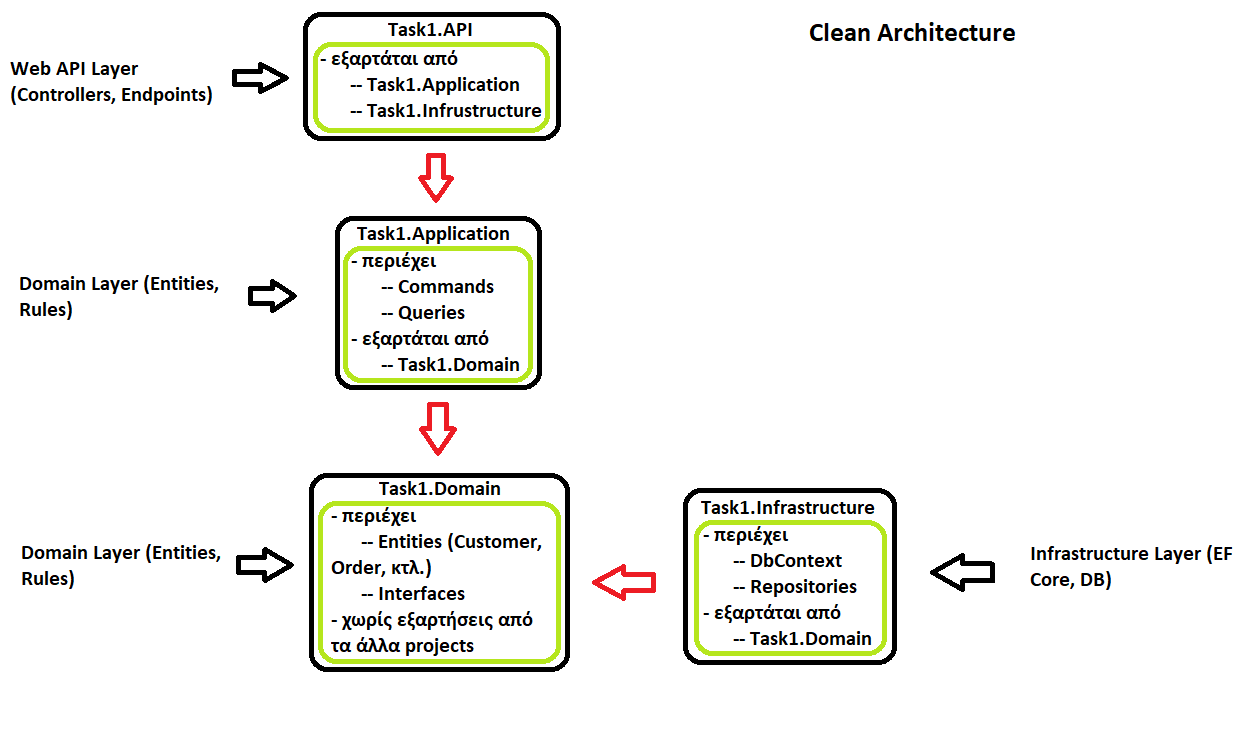 Clean Architecture
Task1.API
- εξαρτάται από
-- Task1.Application
-- Task1.Infrustructure
Web API Layer
(Controllers, Endpoints)
Task1.Application
- περιέχει
-- Commands
-- Queries
- εξαρτάται από
-- Task1.Domain
Domain Layer (Entities,
Rules)
Task1.Domain
- περιέχει
-- Entities (Customer,
Order, κτλ.)
-- Interfaces
- χωρίς εξαρτήσεις από
τα άλλα projects
Domain Layer (Entities,
Rules)
Task1.Infrastructure
- περιέχει
-- DbContext
-- Repositories
- εξαρτάται από
-- Task1.Domain
Infrastructure Layer (EF
Core, DB)